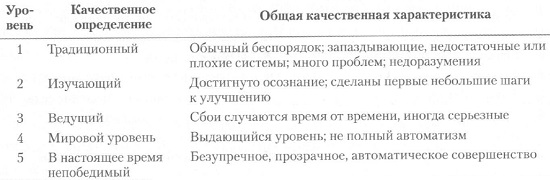 Уро-
вень
Качественное
определение
Общая качественная характеристика
1 Традиционный Обычный беспорядок; запаздывающие, недостаточные или
плохие системы; много проблем; недоразумения
2 Изучающий Достигнуто осознание; сделаны первые небольшие шаги
к улучшению
3 Ведущий Сбои случаются время от времени, иногда серьезные
4 Мировой уровень Выдающийся уровень; не полный автоматизм
5 В настоящее время Безупречное, прозрачное, автоматическое совершенство
непобедимый